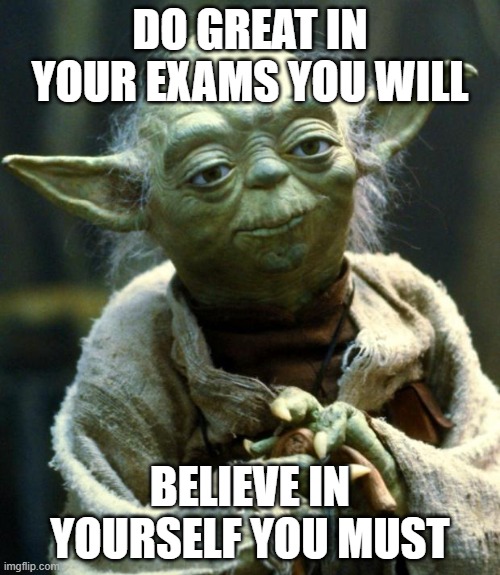 DO GREAT IN
YOUR EXAMS YOU WILL
BELIEVE IN
YOURSELF YOU MUST
imgflip.com